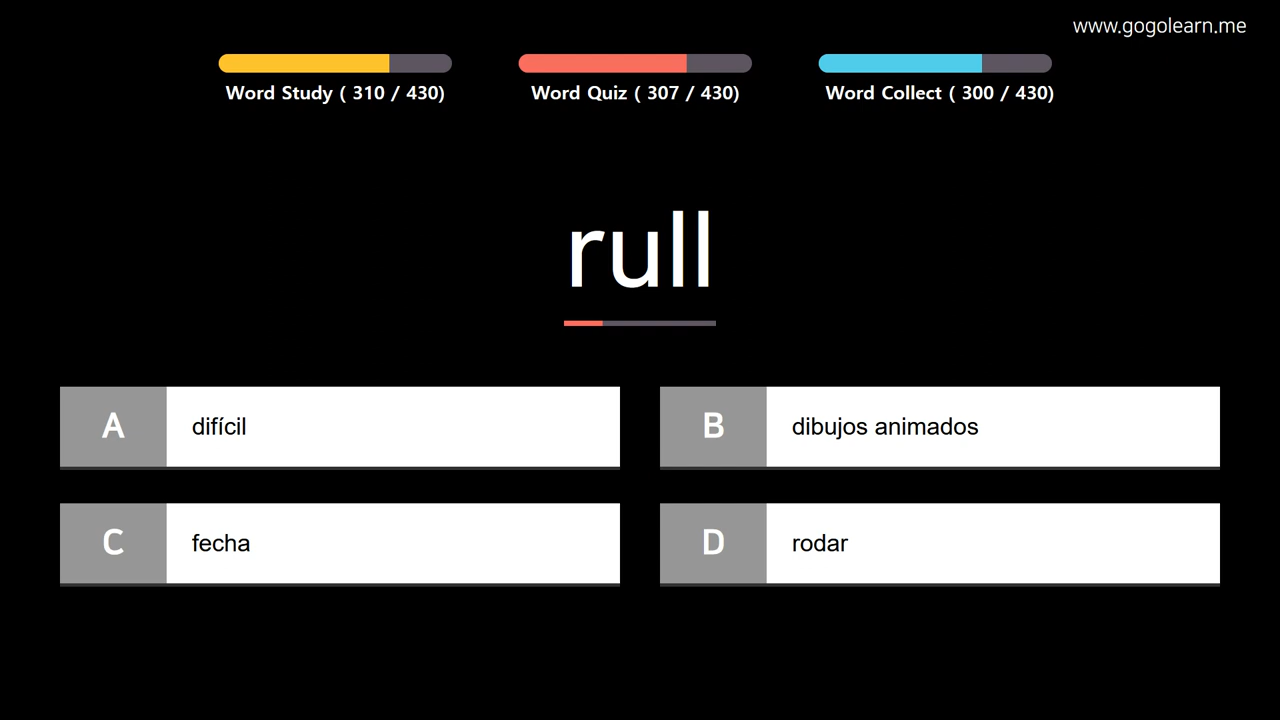 www.gogolearn.me
Word Study ( 310 / 430)
Word Quiz ( 307 / 430)
Word Collect ( 300 / 430)
rull
A difícil
B dibujos animados
C fecha
D rodar